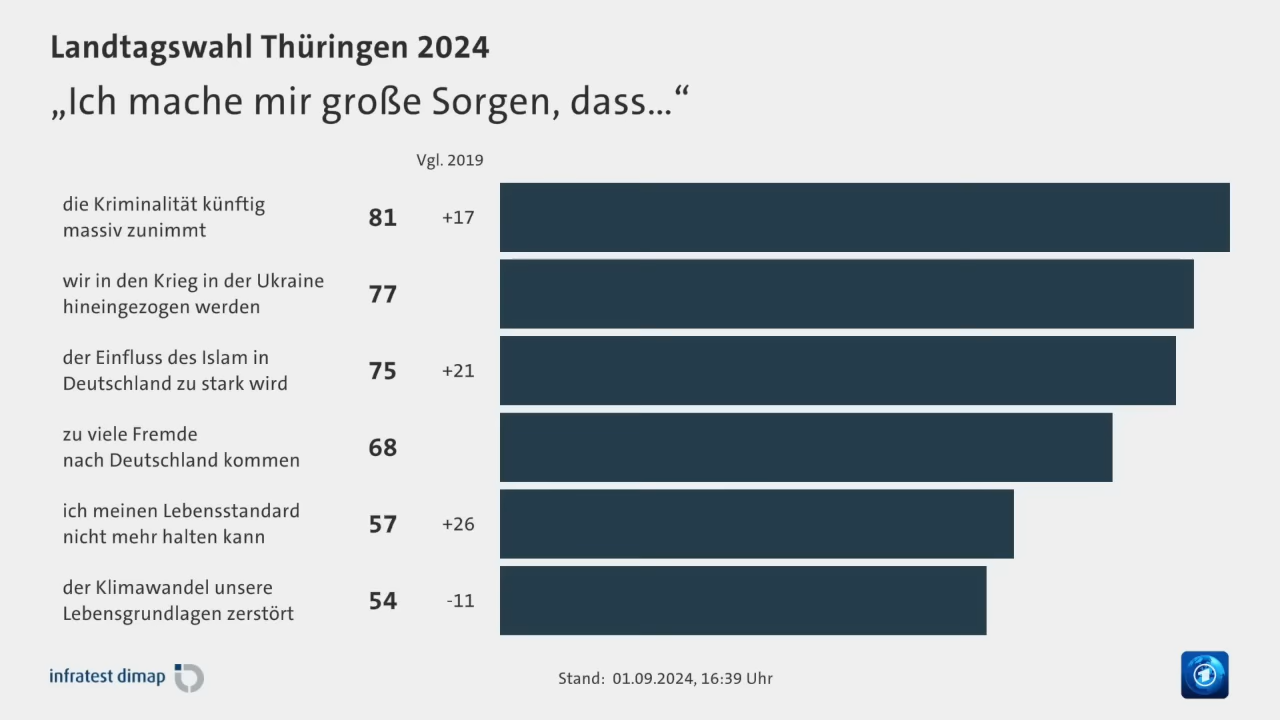 Landtagswahl Thüringen 2024
„Ich mache mir große Sorgen, dass...“
Vgl. 2019
die Kriminalität künftig
massiv zunimmt
81 +17
wir in den Krieg in der Ukraine
hineingezogen werden
77
der Einfluss des Islam in
Deutschland zu stark wird
75 +21
zu viele Fremde
nach Deutschland kommen
68
ich meinen Lebensstandard
nicht mehr halten kann
57 +26
der Klimawandel unsere
Lebensgrundlagen zerstört
54 -11
infratest dimap
Stand: 01.09.2024, 16:39 Uhr
1